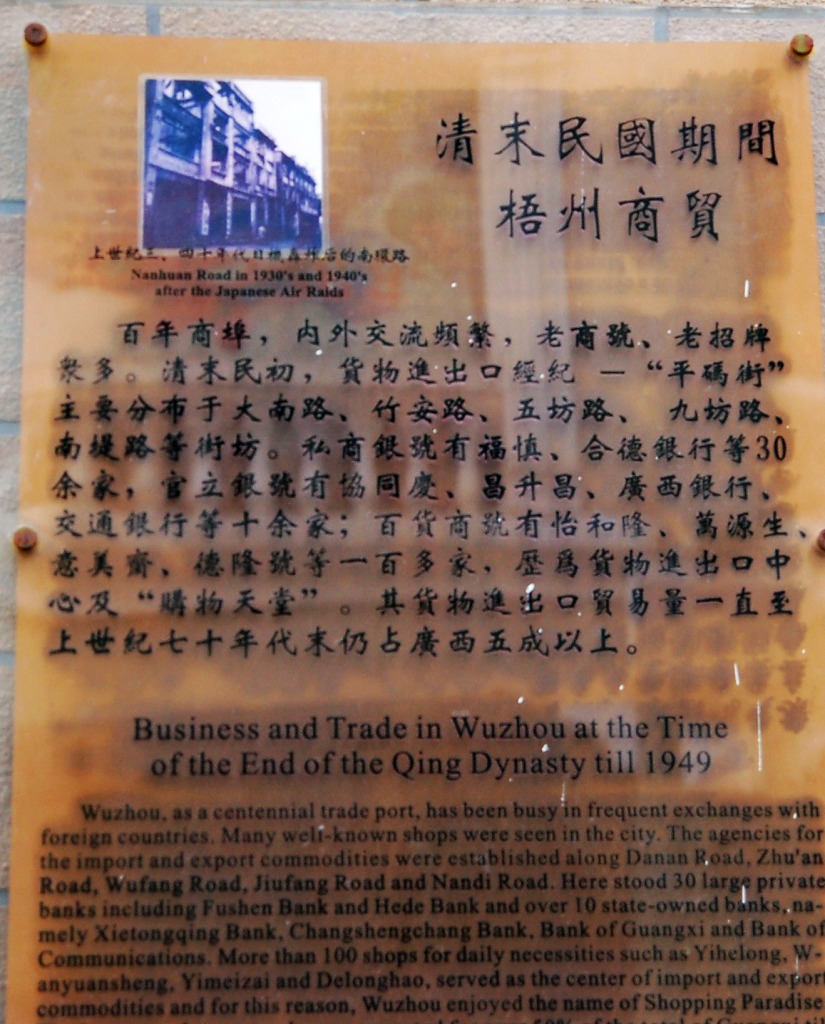 清末民國期間
梧州商貿
上世紀三、四十年代日機轟炸后的南環路
Nanhuan Road in 1930's and 1940's
after the Japanese Air Raids
百年商埠，内外交流頻繁，老商號、老招牌
衆多。清末民初，貨物進出口經紀 — “平碼街”
主要分布于大南路、竹安路、五坊路、九坊路、
南堤路等街坊。私商銀號有福慎、合德銀行等30
余家，官立銀號有協同慶、昌升昌、廣西銀行、
交通銀行等十余家；百貨商號有怡和隆、萬源生、
意美齋、德隆號等一百多家，歷爲貨物進出口中
心及“購物天堂”。其貨物進出口貿易量一直至
上世紀七十年代末仍占廣西五成以上。
Business and Trade in Wuzhou at the Time
of the End of the Qing Dynasty till 1949
Wuzhou, as a centennial trade port, has been busy in frequent exchanges with
foreign countries. Many well-known shops were seen in the city. The agencies for
the import and export commodities were established along Danan Road, Zhu'an
Road, Wufang Road, Jiufang Road and Nandi Road. Here stood 30 large private
banks including Fushen Bank and Hede Bank and over 10 state-owned banks, na-
mely Xietongqing Bank, Changshengchang Bank, Bank of Guangxi and Bank of
Communications. More than 100 shops for daily necessities such as Yihelong, W-
anyuansheng, Yimeizai and Delonghao, served as the center of import and export
commodities and for this reason, Wuzhou enjoyed the name of Shopping Paradise